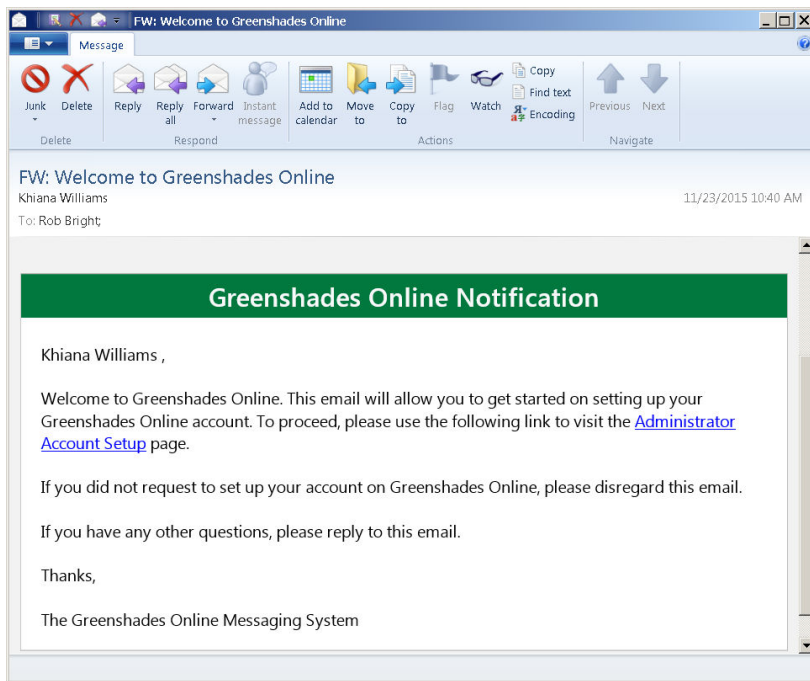 FW: Welcome to Greenshades Online
Message
Junk
Delete
Reply
Reply all
Forward
Instant message
Add to calendar
Move to
Copy to
Flag
Watch
Copy
Find text
Encoding
Previous
Next
Delete
Respond
Actions
Navigate
FW: Welcome to Greenshades Online
Khiana Williams
11/23/2015 10:40 AM
To: Rob Bright;
Greenshades Online Notification
Khiana Williams ,
Welcome to Greenshades Online. This email will allow you to get started on setting up your
Greenshades Online account. To proceed, please use the following link to visit the Administrator
Account Setup page.
If you did not request to set up your account on Greenshades Online, please disregard this email.
If you have any other questions, please reply to this email.
Thanks,
The Greenshades Online Messaging System